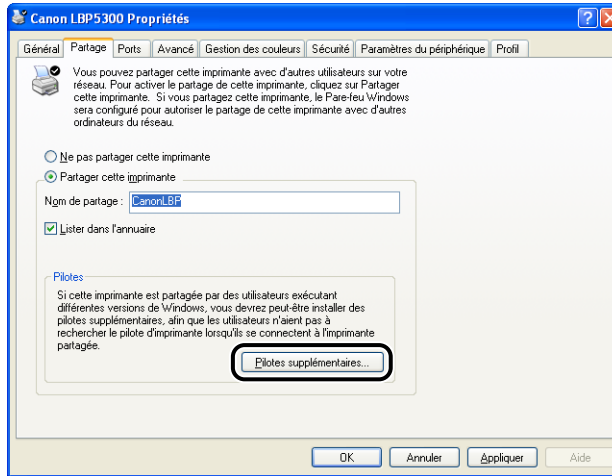 Canon LBP5300 Propriétés
Général Partage Ports Avancé Gestion des couleurs Sécurité Paramètres du périphérique Profil
Vous pouvez partager cette imprimante avec d'autres utilisateurs sur votre
réseau. Pour activer le partage de cette imprimante, cliquez sur Partager
cette imprimante. Si vous partagez cette imprimante, le Pare-feu Windows
sera configuré pour autoriser le partage de cette imprimante avec d'autres
ordinateurs du réseau.
Ne pas partager cette imprimante
Partager cette imprimante
Nom de partage : CanonLBP
Lister dans l'annuaire
Pilotes
Si cette imprimante est partagée par des utilisateurs exécutant
différentes versions de Windows, vous devrez peut-être installer des
pilotes supplémentaires, afin que les utilisateurs n'aient pas à
rechercher le pilote d'imprimante lorsqu'ils se connectent à l'imprimante
partagée.
Pilotes supplémentaires...
OK Annuler Appliquer Aide